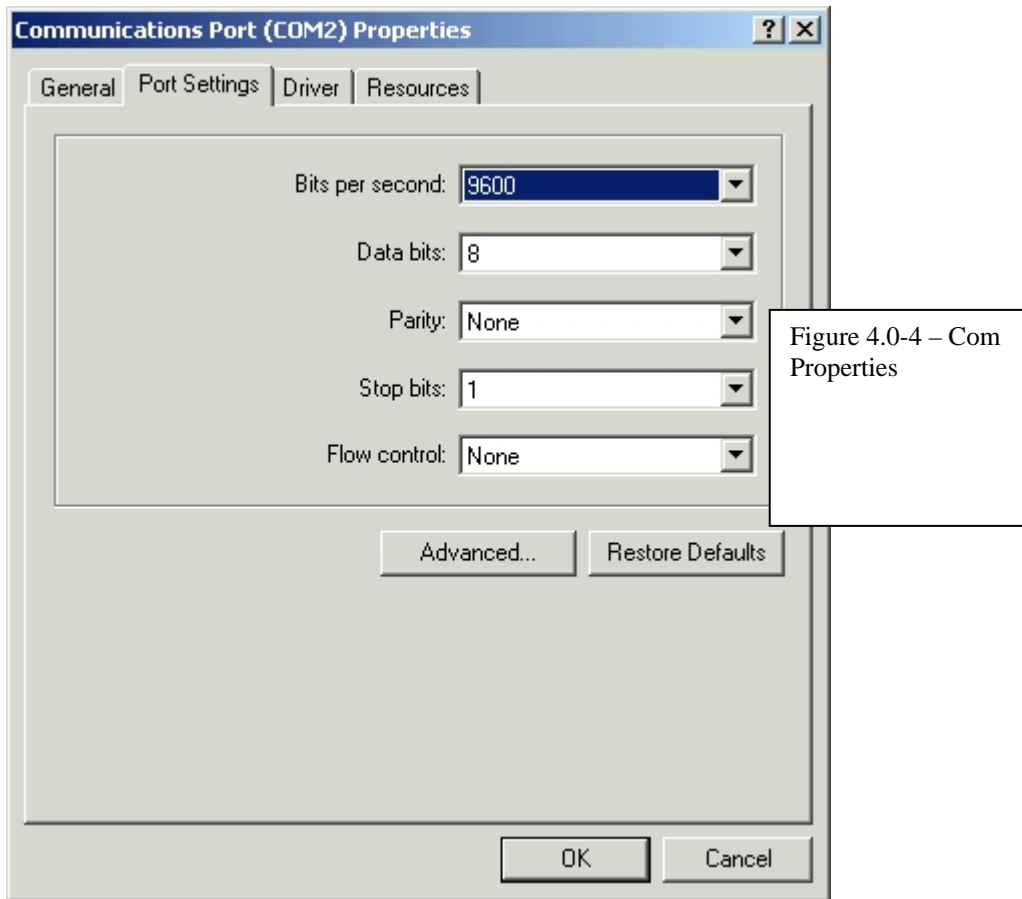 Communications Port (COM2) Properties
General Port Settings Driver Resources
Bits per second: 9600
Data bits: 8
Parity: None
Stop bits: 1
Flow control: None
Advanced... Restore Defaults
OK Cancel
Figure 4.0-4 – Com
Properties